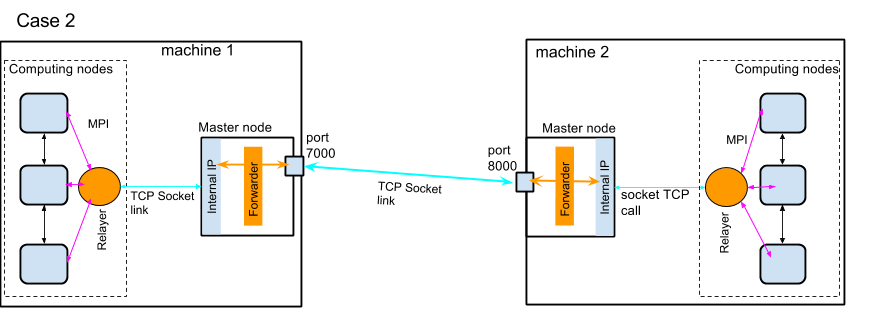 Case 2
machine 1
Computing nodes
MPI
Relayer
TCP Socket
link
Master node
Internal IP
Forwarder
port
7000
TCP Socket
link
machine 2
port
8000
Master node
Forwarder
Internal IP
socket TCP
call
Computing nodes
MPI
Relayer